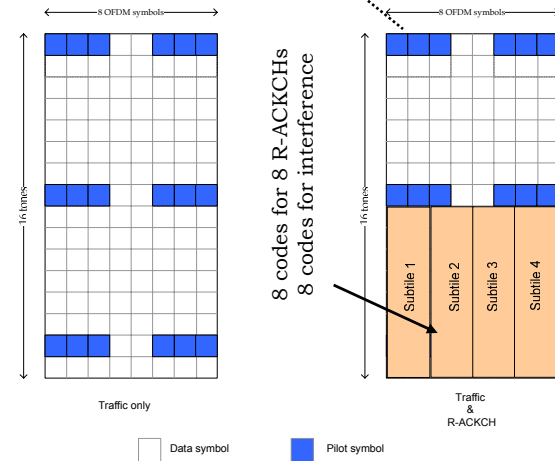 8 OFDM symbols
16 tones
Traffic only
8 codes for 8 R-ACKCHs
8 codes for interference
8 OFDM symbols
16 tones
Subtile 1
Subtile 2
Subtile 3
Subtile 4
Traffic
&
R-ACKCH
Data symbol
Pilot symbol